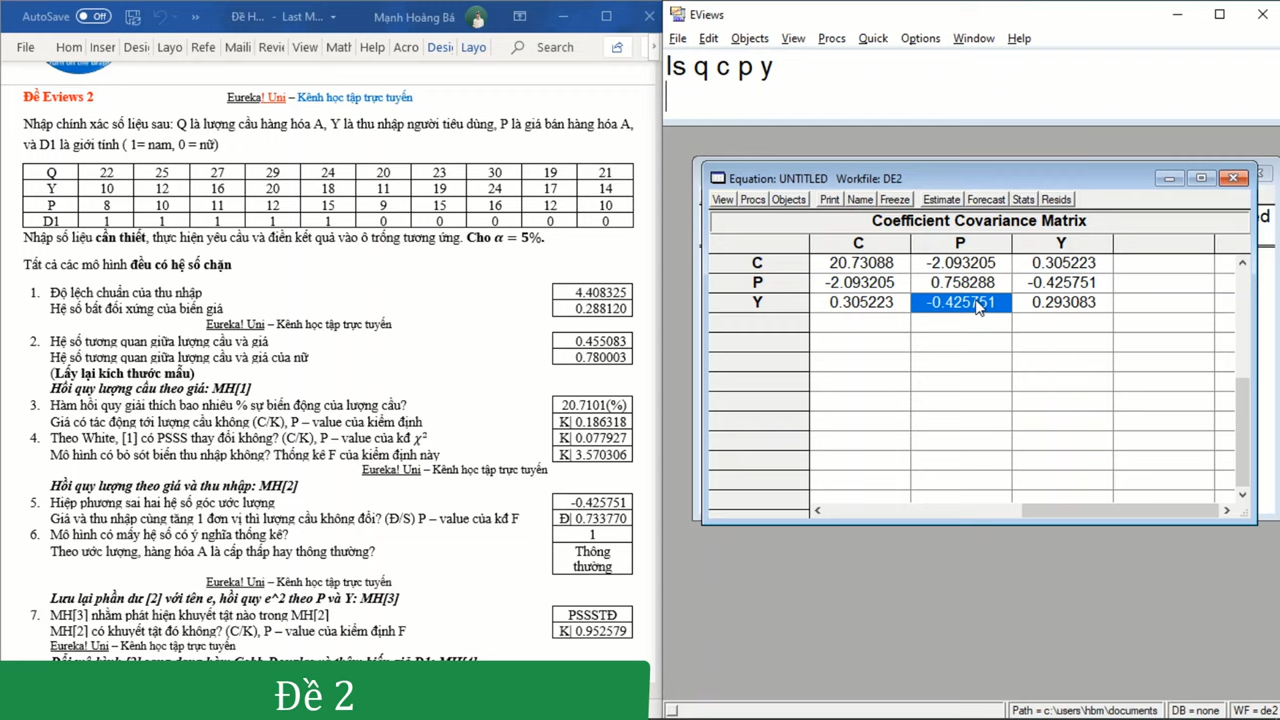 AutoSave Off Đề H... - Last M... Mạnh Hoàng Bá
File Hom Inser Desi Layo Refe Maili Revi View Matl Help Acro Desi Layo Search
Đề Eviews 2 Eureka! Uni – Kênh học tập trực tuyến
Nhập chính xác số liệu sau: Q là lượng cầu hàng hóa A, Y là thu nhập người tiêu dùng, P là giá bán hàng hóa A,
và D1 là giới tính ( 1= nam, 0 = nữ)
Q 22 25 27 29 24 20 23 30 19 21
Y 10 12 16 20 18 11 19 24 17 14
P 8 10 11 12 15 9 15 16 12 10
D1 1 1 1 1 1 0 0 0 0 0
Nhập số liệu cần thiết, thực hiện yêu cầu và điền kết quả vào ô trống tương ứng. Cho α = 5%.
Tất cả các mô hình đều có hệ số chặn
1. Độ lệch chuẩn của thu nhập 4.408325
Hệ số bất đối xứng của biến giá 0.288120
Eureka! Uni – Kênh học tập trực tuyến
2. Hệ số tương quan giữa lượng cầu và giá 0.455083
Hệ số tương quan giữa lượng cầu và giá của nữ 0.780003
(Lấy lại kích thước mẫu)
Hồi quy lượng cầu theo giá: MH[1]
3. Hàm hồi quy giải thích bao nhiêu % sự biến động của lượng cầu? 20.7101(%)
Giá có tác động tới lượng cầu không (C/K), P – value của kiểm định K| 0.186318
4. Theo White, [1] có PSSS thay đổi không? (C/K), P – value của kđ χ² K| 0.077927
Mô hình có bỏ sót biến thu nhập không? Thống kê F của kiểm định này K| 3.570306
Eureka! Uni – Kênh học tập trực tuyến
Hồi quy lượng theo giá và thu nhập: MH[2]
5. Hiệp phương sai hai hệ số góc ước lượng -0.425751
Giá và thu nhập cùng tăng 1 đơn vị thì lượng cầu không đổi? (Đ/S) P – value của kđ F Đ| 0.733770
6. Mô hình có mấy hệ số có ý nghĩa thống kê? 1
Theo ước lượng, hàng hóa A là cấp thấp hay thông thường? Thông
thường
Eureka! Uni – Kênh học tập trực tuyến
Lưu lại phần dư [2] với tên e, hồi quy e^2 theo P và Y: MH[3]
7. MH[3] nhằm phát hiện khuyết tật nào trong MH[2] PSSSTĐ
MH[2] có khuyết tật đó không? (C/K), P – value của kiểm định F K| 0.952579
Eureka! Uni – Kênh học tập trực tuyến
Đề 2
EViews
File Edit Objects View Procs Quick Options Window Help
ls q c p y
Equation: UNTITLED Workfile: DE2
View Procs Objects Print Name Freeze Estimate Forecast Stats Resids
Coefficient Covariance Matrix
C P Y
C 20.73088 -2.093205 0.305223
P -2.093205 0.758288 -0.425751
Y 0.305223 -0.425751 0.293083
Path = c:\users\hbm\documents DB = none WF = de2